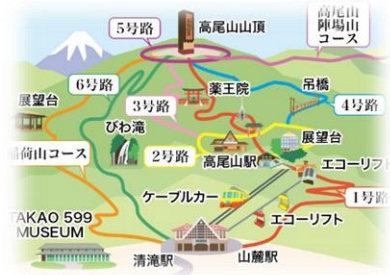 高尾山
陣場山
コース
高尾山山頂
5号路
6号路
薬王院
吊橋
展望台
3号路
4号路
びわ滝
展望台
稲荷山コース
2号路
高尾山駅
エコーリフト
ケーブルカー
1号路
TAKAO 599
MUSEUM
エコーリフト
清滝駅
山麓駅